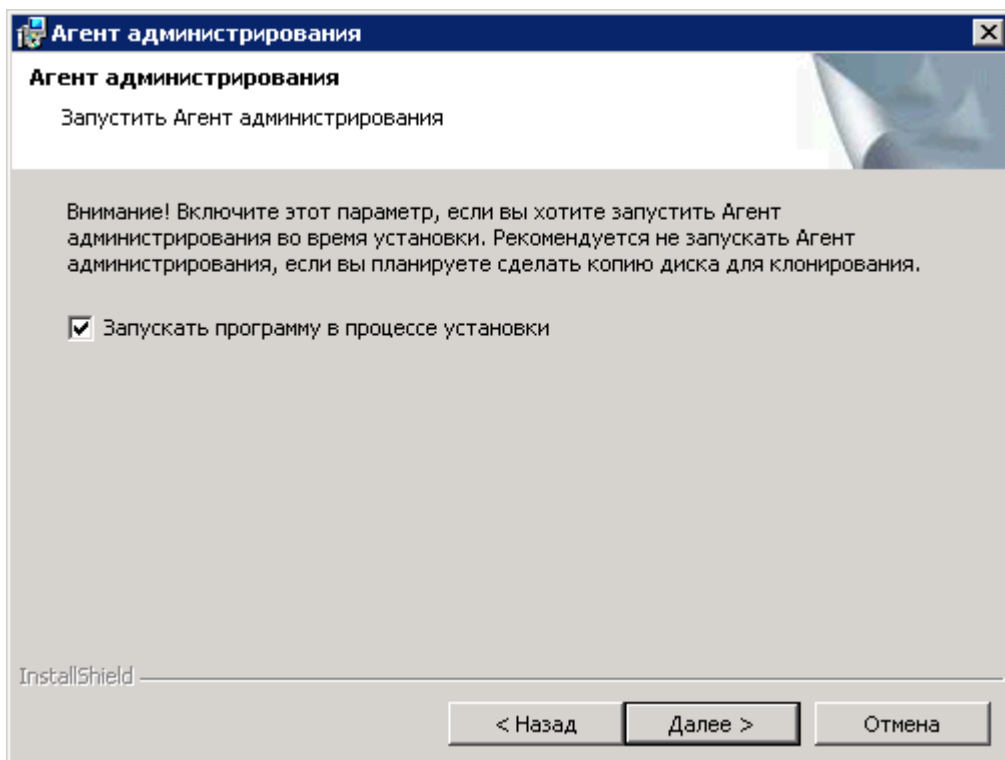 Агент администрирования
Агент администрирования
Запустить Агент администрирования
Внимание! Включите этот параметр, если вы хотите запустить Агент
администрирования во время установки. Рекомендуется не запускать Агент
администрирования, если вы планируете сделать копию диска для клонирования.
Запускать программу в процессе установки
InstallShield
< Назад Далее > Отмена